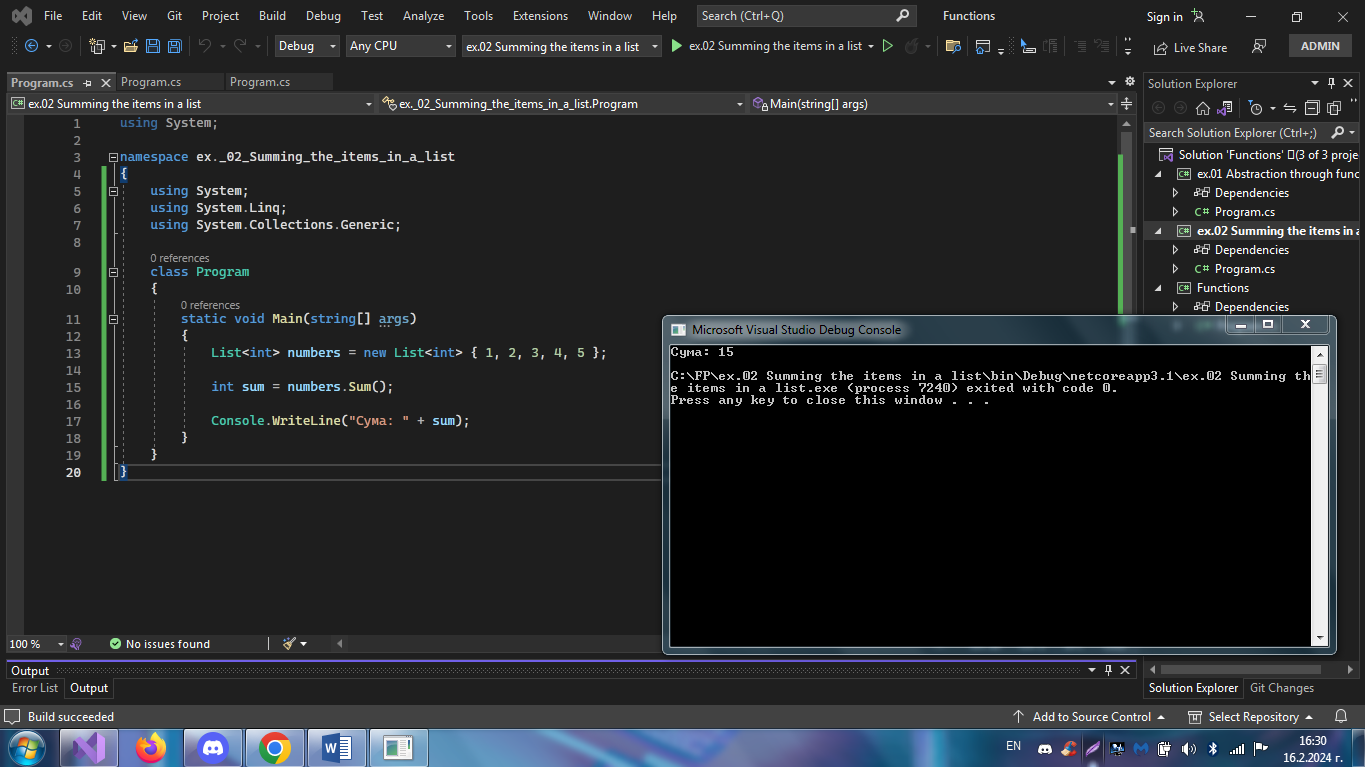 File Edit View Git Project Build Debug Test Analyze Tools Extensions Window Help Search (Ctrl+Q) Functions Sign in
Debug Any CPU ex.02 Summing the items in a list ex.02 Summing the items in a list Live Share ADMIN
Program.cs Program.cs Program.cs
ex.02 Summing the items in a list ex._02_Summing_the_items_in_a_list.Program Main(string[] args)
1 using System;
2
3 namespace ex._02_Summing_the_items_in_a_list
4 {
5 using System;
6 using System.Linq;
7 using System.Collections.Generic;
8
0 references
9 class Program
10 {
0 references
11 static void Main(string[] args)
12 {
13 List<int> numbers = new List<int> { 1, 2, 3, 4, 5 };
14
15 int sum = numbers.Sum();
16
17 Console.WriteLine("Сума: " + sum);
18 }
19 }
20 }
100 % No issues found
Solution Explorer
Search Solution Explorer (Ctrl+;)
Solution 'Functions' (3 of 3 proje
ex.01 Abstraction through func
Dependencies
C# Program.cs
ex.02 Summing the items in a
Dependencies
C# Program.cs
Functions
Dependencies
Microsoft Visual Studio Debug Console
Сума: 15
C:\FP\ex.02 Summing the items in a list\bin\Debug\netcoreapp3.1\ex.02 Summing th
e items in a list.exe (process 7240) exited with code 0.
Press any key to close this window . . .
Output
Error List Output
Solution Explorer Git Changes
Build succeeded Add to Source Control Select Repository
EN 16:30
16.2.2024 г.